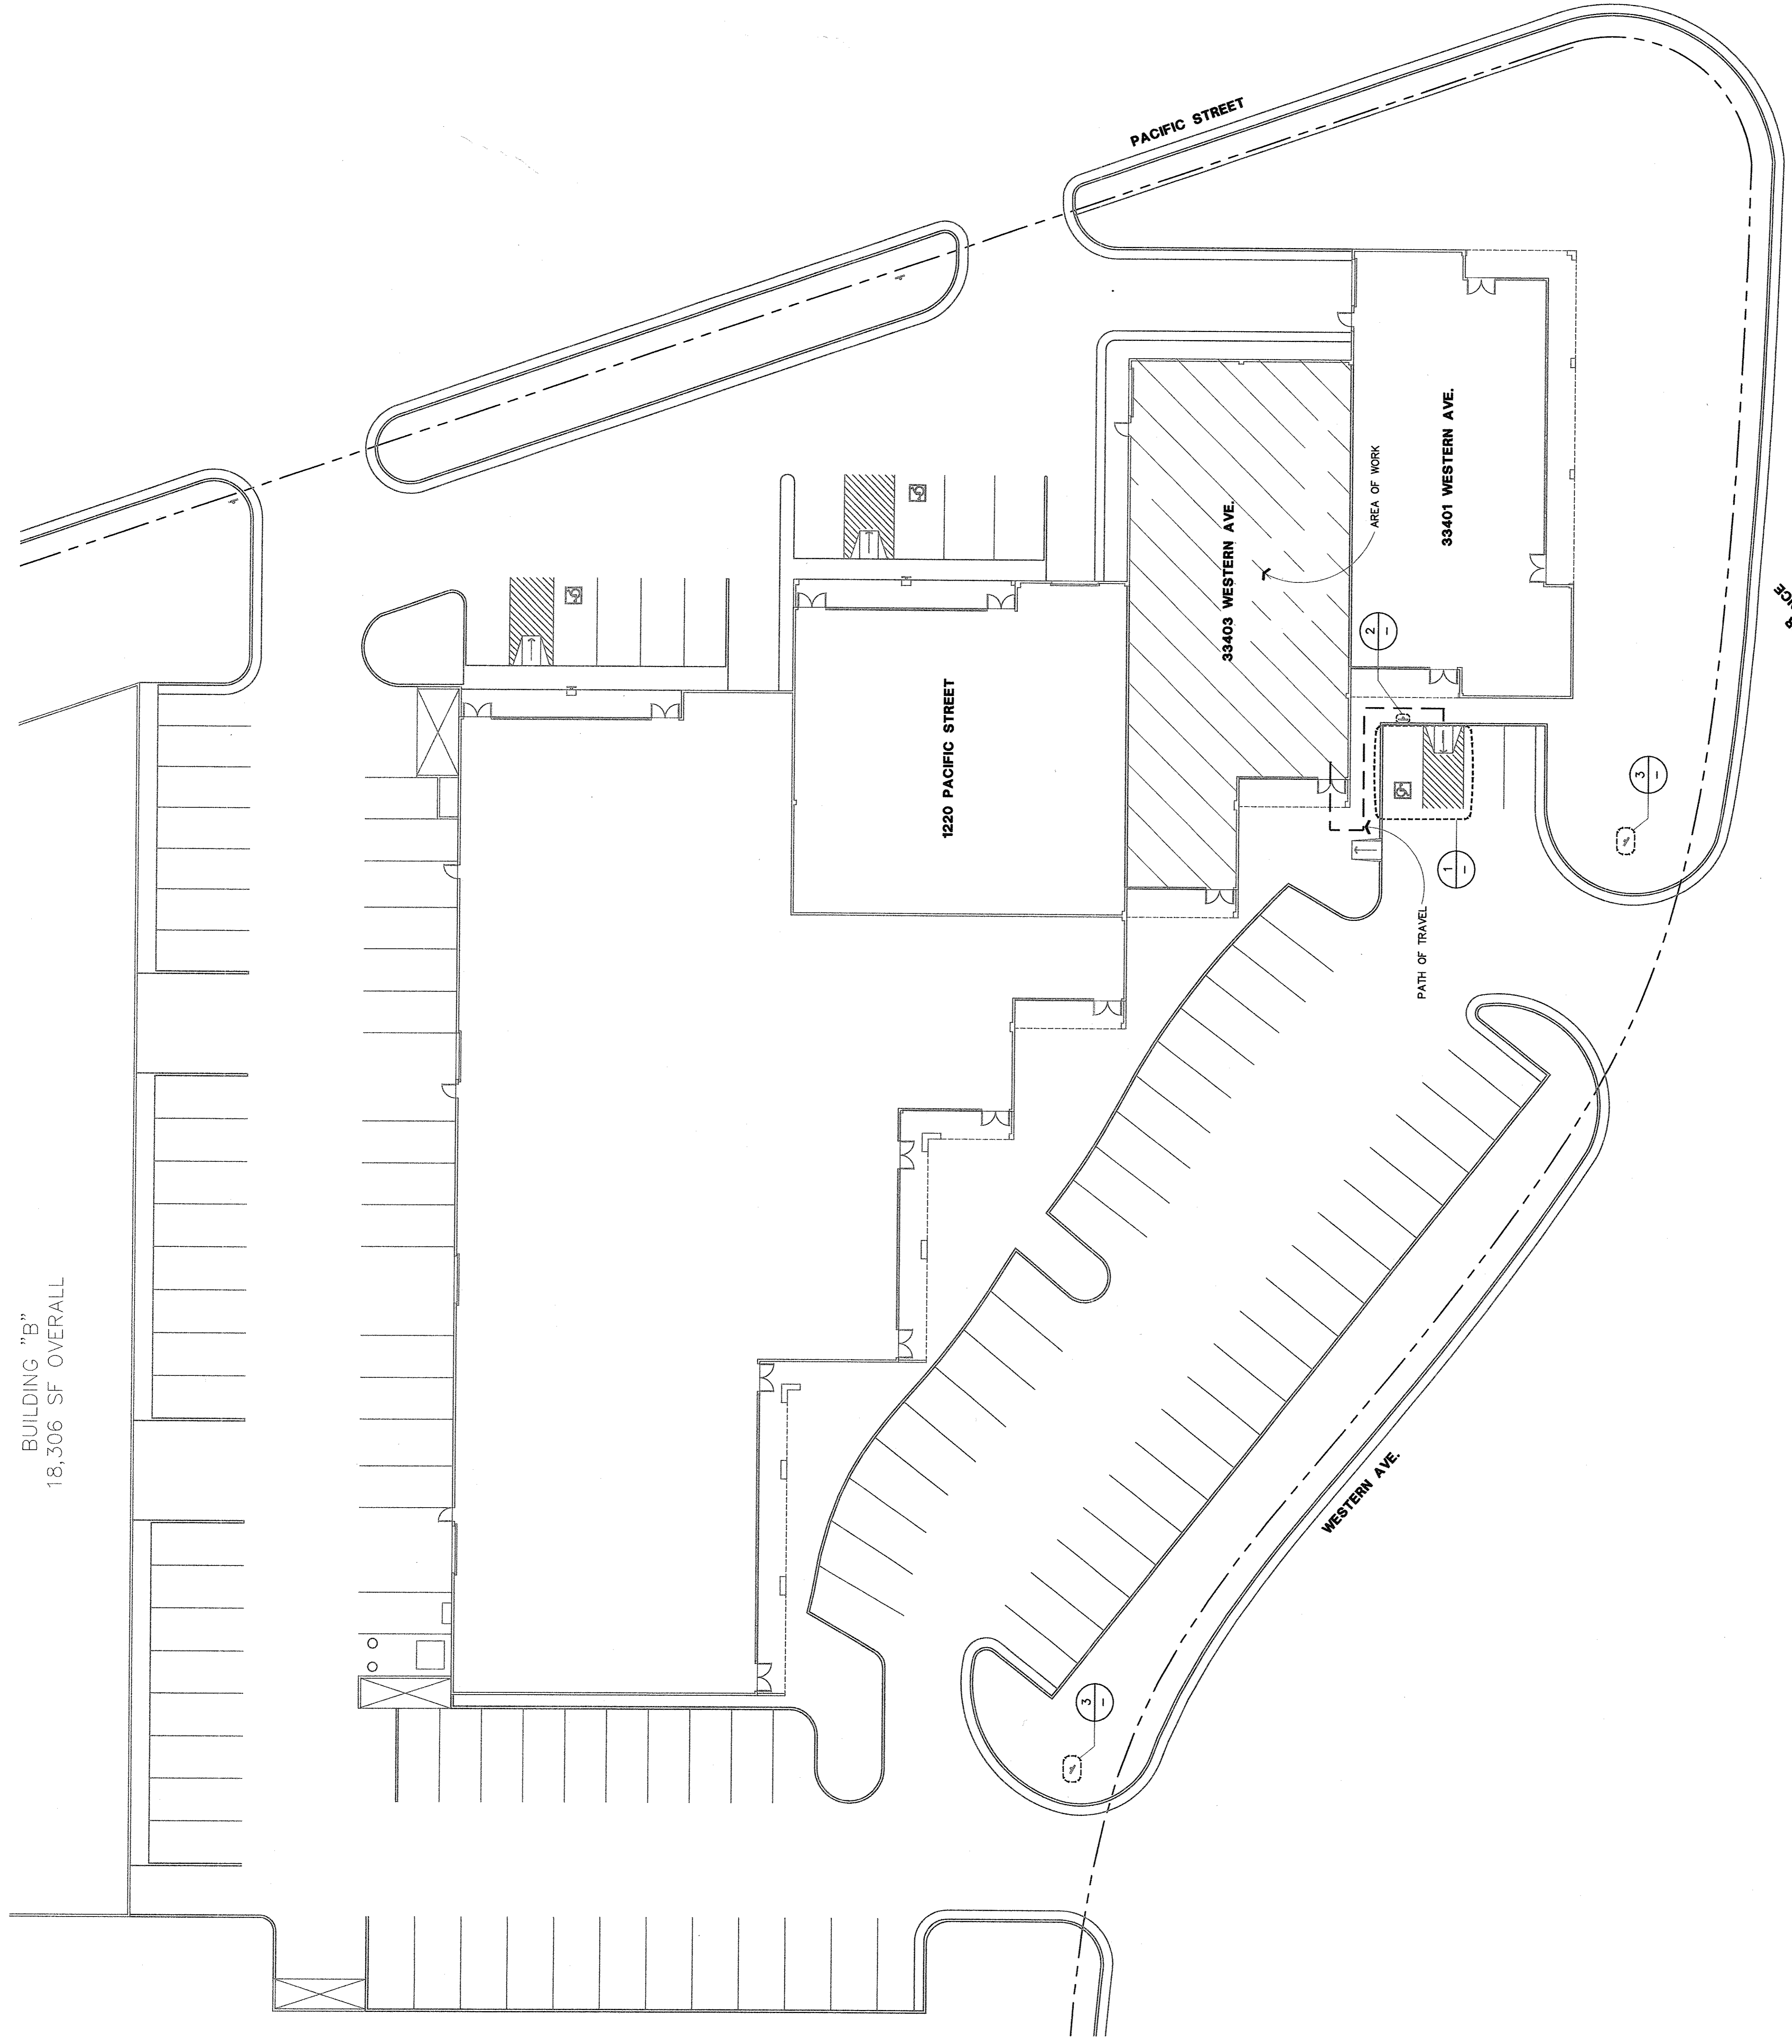 PACIFIC STREET
33401 WESTERN AVE.
AREA OF WORK
33403 WESTERN AVE.
2
-
1220 PACIFIC STREET
3
-
1
-
PATH OF TRAVEL
BUILDING "B"
18,306 SF OVERALL
WESTERN AVE.
3
-